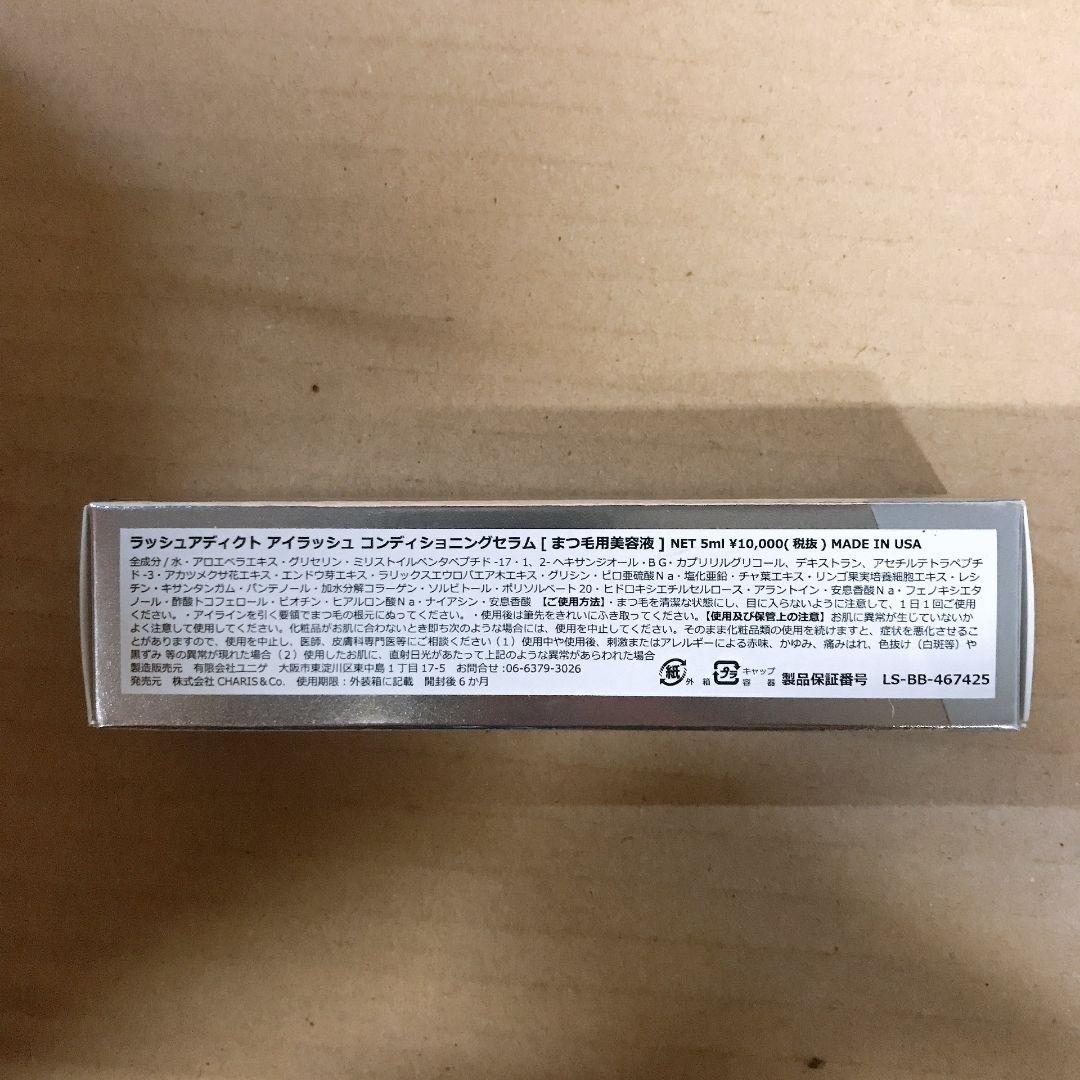 ラッシュアディクト アイラッシュ コンディショニングセラム [ まつ毛用美容液 ] NET 5ml ¥10,000( 税抜 ) MADE IN USA
全成分 / 水・アロエベラエキス・グリセリン・ミリストイルペンタペプチド -17・1、2- ヘキサンジオール・BG・カプリリルグリコール、デキストラン、アセチルテトラペプチ
ド -3・アカツメクサ花エキス・エンドウ芽エキス・ラリックスエウロパエア木エキス・グリシン・ピロ亜硫酸Na・塩化亜鉛・チャ葉エキス・リンゴ果実培養細胞エキス・レシ
チン・キサンタンガム・パンテノール・加水分解コラーゲン・ソルビトール・ポリソルベート 20・ヒドロキシエチルセルロース・アラントイン・安息香酸Na・フェノキシエタ
ノール・酢酸トコフェロール・ビオチン・ヒアルロン酸Na・ナイアシン・安息香酸 【ご使用方法】・まつ毛を清潔な状態にし、目に入らないように注意して、1日1回ご使用
ください。・アイラインを引く要領でまつ毛の根元にぬってください。・使用後は筆先をきれいにふき取ってください。【使用及び保管上の注意】お肌に異常が生じていないか
よく注意して使用してください。化粧品がお肌に合わないとき即ち次のような場合には、使用を中止してください。そのまま化粧品類の使用を続けますと、症状を悪化させるこ
とがありますので、使用を中止し、医師、皮膚科専門医等にご相談ください（1）使用中や使用後、刺激またはアレルギーによる赤味、かゆみ、痛みはれ、色抜け（白斑等）や
黒ずみ 等の異常が現れた場合（2）使用したお肌に、直射日光があたって上記のような異常があらわれた場合
製造販売元 有限会社ユニゲ 大阪市東淀川区東中島1丁目17-5 お問合せ :06-6379-3026
発売元 株式会社 CHARIS＆Co. 使用期限：外装箱に記載 開封後6か月
紙 外箱 プラ キャップ 容器 製品保証番号 LS-BB-467425